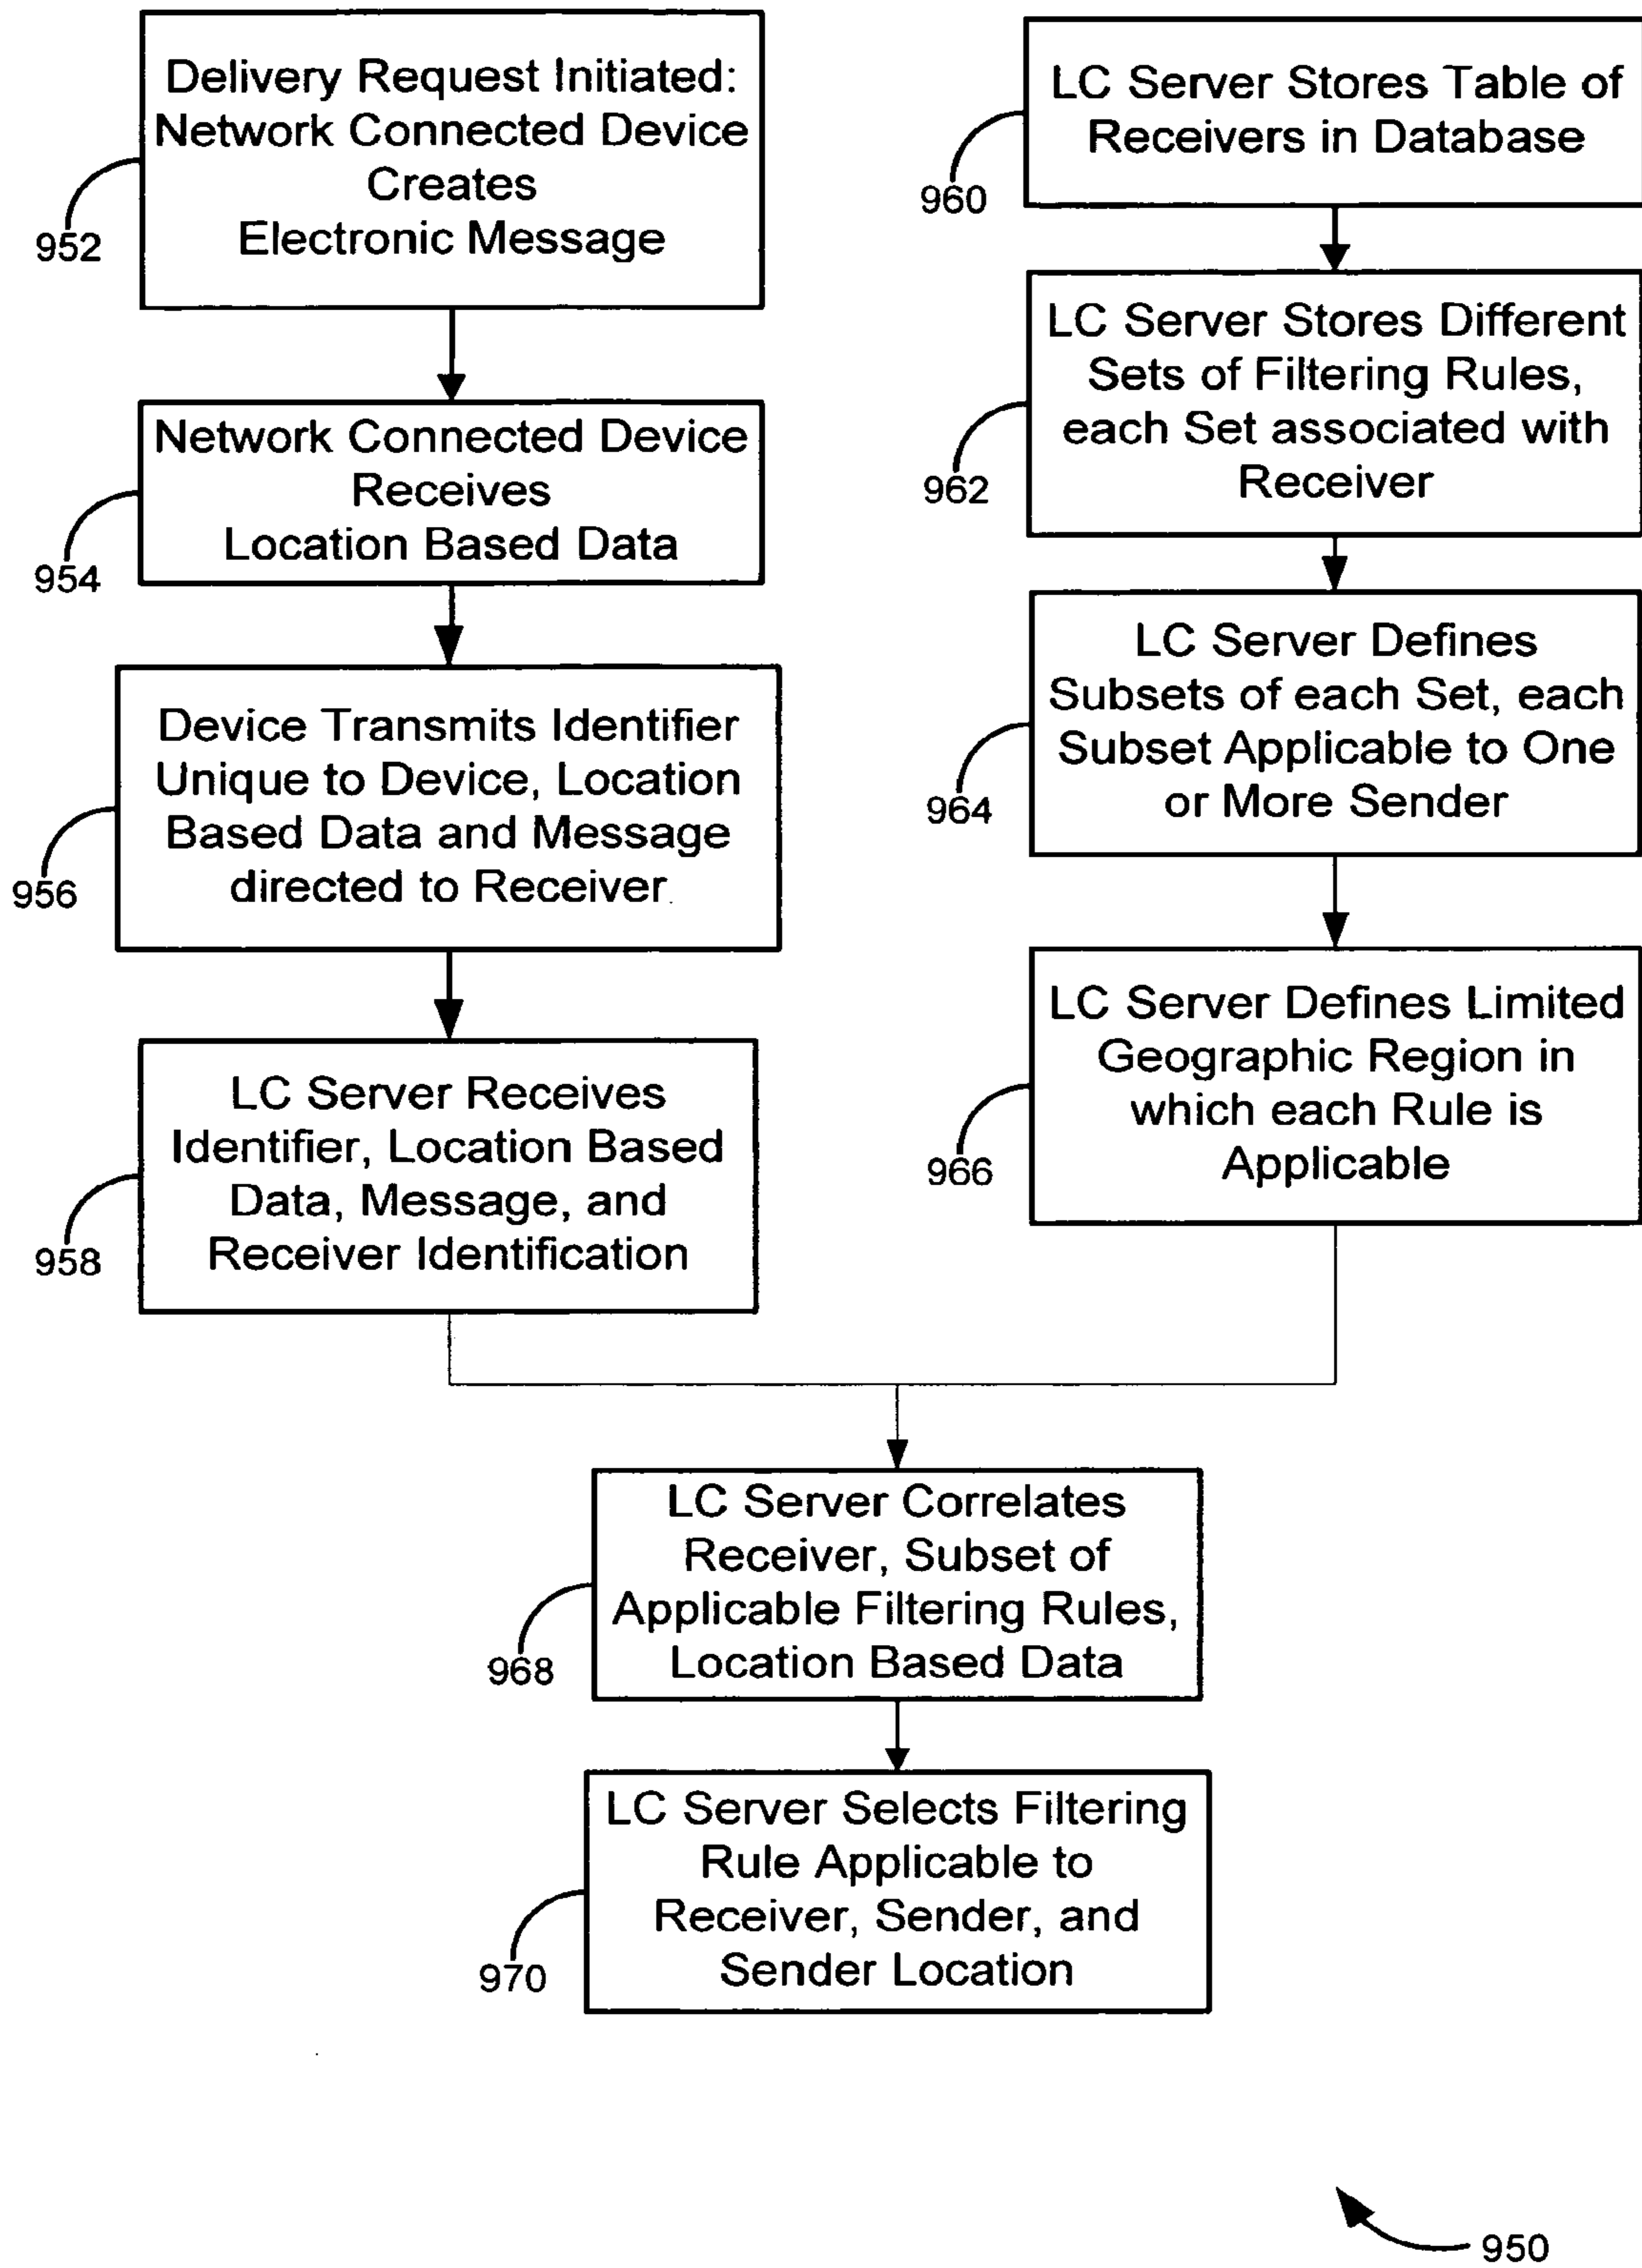 Delivery Request Initiated:
Network Connected Device
Creates
Electronic Message
952
Network Connected Device
Receives
Location Based Data
954
Device Transmits Identifier
Unique to Device, Location
Based Data and Message
directed to Receiver
956
LC Server Receives
Identifier, Location Based
Data, Message, and
Receiver Identification
958
LC Server Stores Table of
Receivers in Database
960
LC Server Stores Different
Sets of Filtering Rules,
each Set associated with
Receiver
962
LC Server Defines
Subsets of each Set, each
Subset Applicable to One
or More Sender
964
LC Server Defines Limited
Geographic Region in
which each Rule is
Applicable
966
LC Server Correlates
Receiver, Subset of
Applicable Filtering Rules,
Location Based Data
968
LC Server Selects Filtering
Rule Applicable to
Receiver, Sender, and
Sender Location
970
950